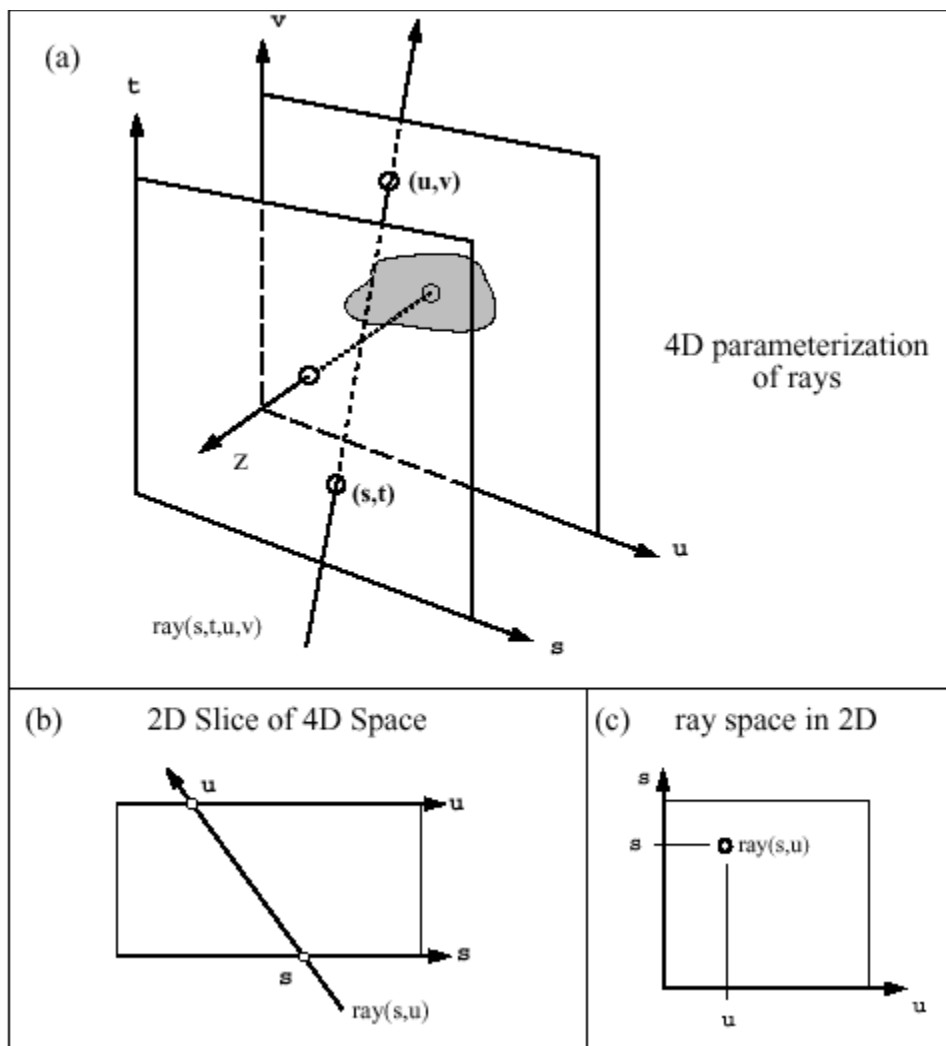 (a)
v
t
(u,v)
4D parameterization
of rays
z
(s,t)
u
ray(s,t,u,v)
s
(b) 2D Slice of 4D Space
u
u
s
s
ray(s,u)
(c) ray space in 2D
s
s
ray(s,u)
u
u